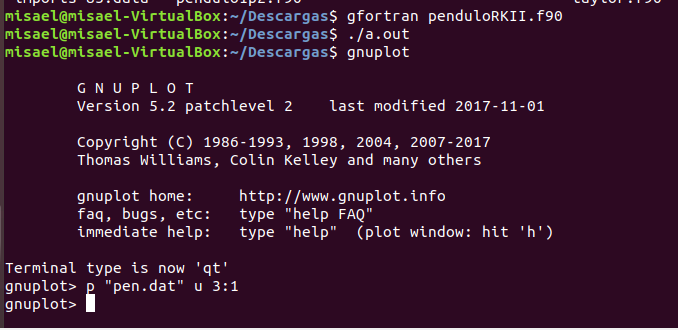 misael@misael-VirtualBox:~/Descargas$ gfortran penduloRKII.f90
misael@misael-VirtualBox:~/Descargas$ ./a.out
misael@misael-VirtualBox:~/Descargas$ gnuplot
G N U P L O T
Version 5.2 patchlevel 2    last modified 2017-11-01
Copyright (C) 1986-1993, 1998, 2004, 2007-2017
Thomas Williams, Colin Kelley and many others
gnuplot home:     http://www.gnuplot.info
faq, bugs, etc:   type "help FAQ"
immediate help:   type "help"  (plot window: hit 'h')
Terminal type is now 'qt'
gnuplot> p "pen.dat" u 3:1
gnuplot>